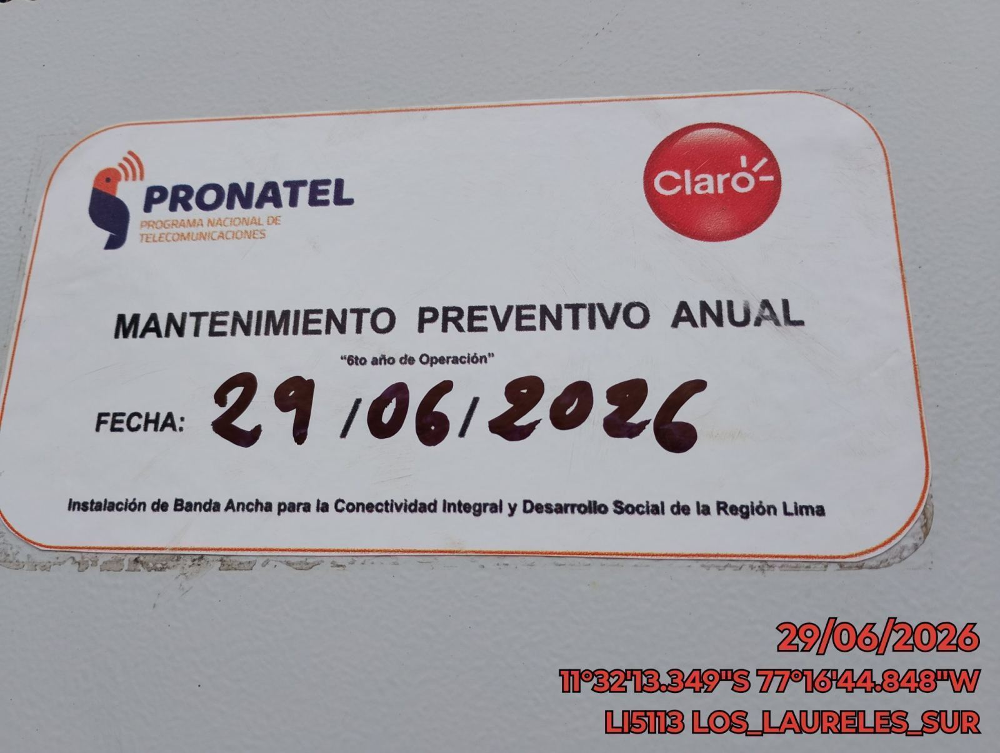 PRONATEL
PROGRAMA NACIONAL DE
TELECOMUNICACIONES
Claro
MANTENIMIENTO PREVENTIVO ANUAL
“6to año de Operación”
FECHA: 29/06/2026
Instalación de Banda Ancha para la Conectividad Integral y Desarrollo Social de la Región Lima
29/06/2026
11°32'13.349"S 77°16'44.848"W
LI5113 LOS_LAURELES_SUR